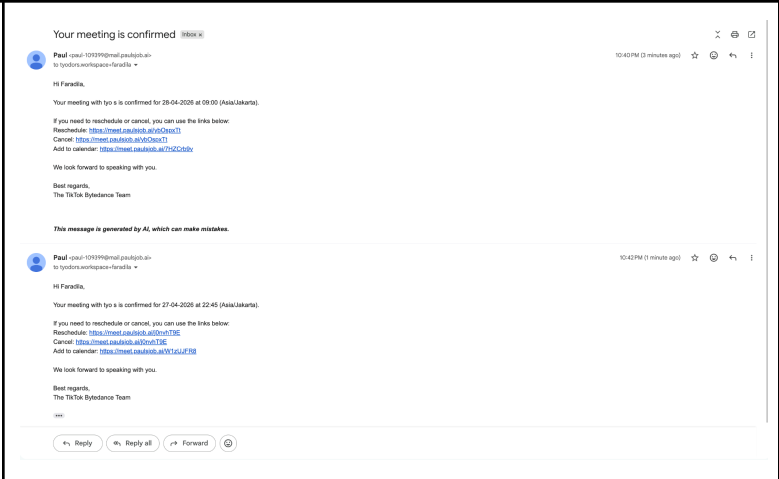 Your meeting is confirmed Inbox x
Paul <paul-109399@mail.paulsjob.ai> 10:40 PM (3 minutes ago)
to tyodors.workspace+faradila
Hi Faradila,
Your meeting with tyo s is confirmed for 28-04-2026 at 09:00 (Asia/Jakarta).
If you need to reschedule or cancel, you can use the links below:
Reschedule: https://meet.paulsjob.ai/ybOspxTt
Cancel: https://meet.paulsjob.ai/ybOspxTt
Add to calendar: https://meet.paulsjob.ai/7HZCrb9v
We look forward to speaking with you.
Best regards,
The TikTok Bytedance Team
This message is generated by AI, which can make mistakes.
Paul <paul-109399@mail.paulsjob.ai> 10:42 PM (1 minute ago)
to tyodors.workspace+faradila
Hi Faradila,
Your meeting with tyo s is confirmed for 27-04-2026 at 22:45 (Asia/Jakarta).
If you need to reschedule or cancel, you can use the links below:
Reschedule: https://meet.paulsjob.ai/j0nvhT9E
Cancel: https://meet.paulsjob.ai/j0nvhT9E
Add to calendar: https://meet.paulsjob.ai/W1zUJFR8
We look forward to speaking with you.
Best regards,
The TikTok Bytedance Team
Reply Reply all Forward